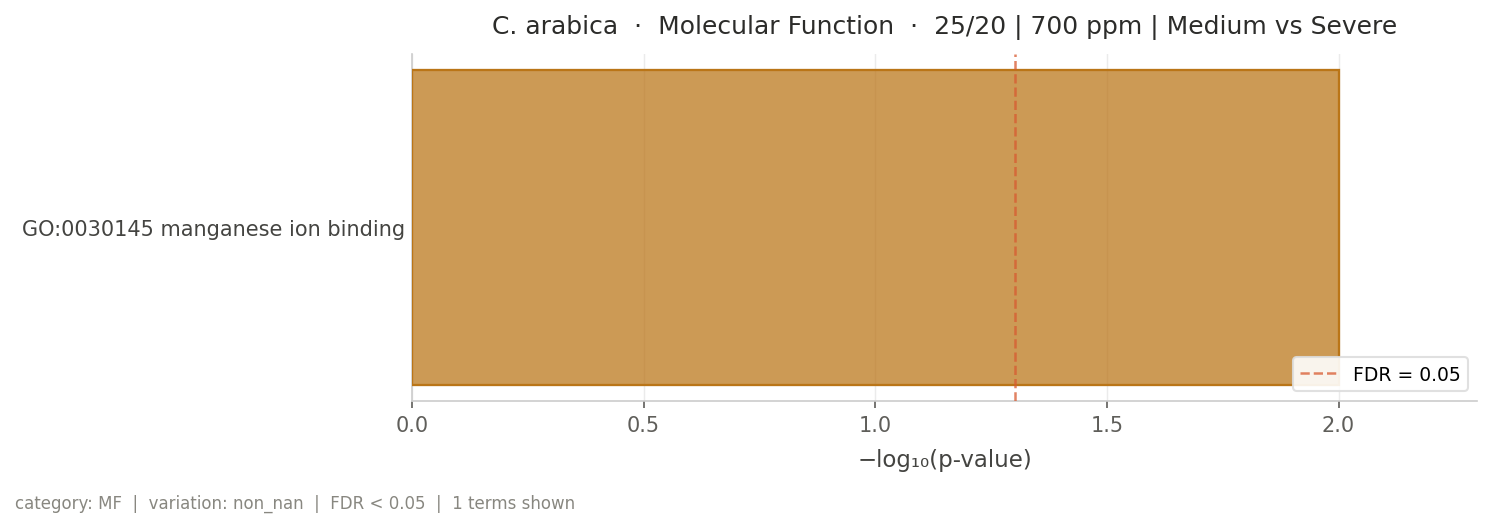 C. arabica · Molecular Function · 25/20 | 700 ppm | Medium vs Severe
GO:0030145 manganese ion binding
FDR = 0.05
0.0 0.5 1.0 1.5 2.0
−log₁₀(p-value)
category: MF | variation: non_nan | FDR < 0.05 | 1 terms shown